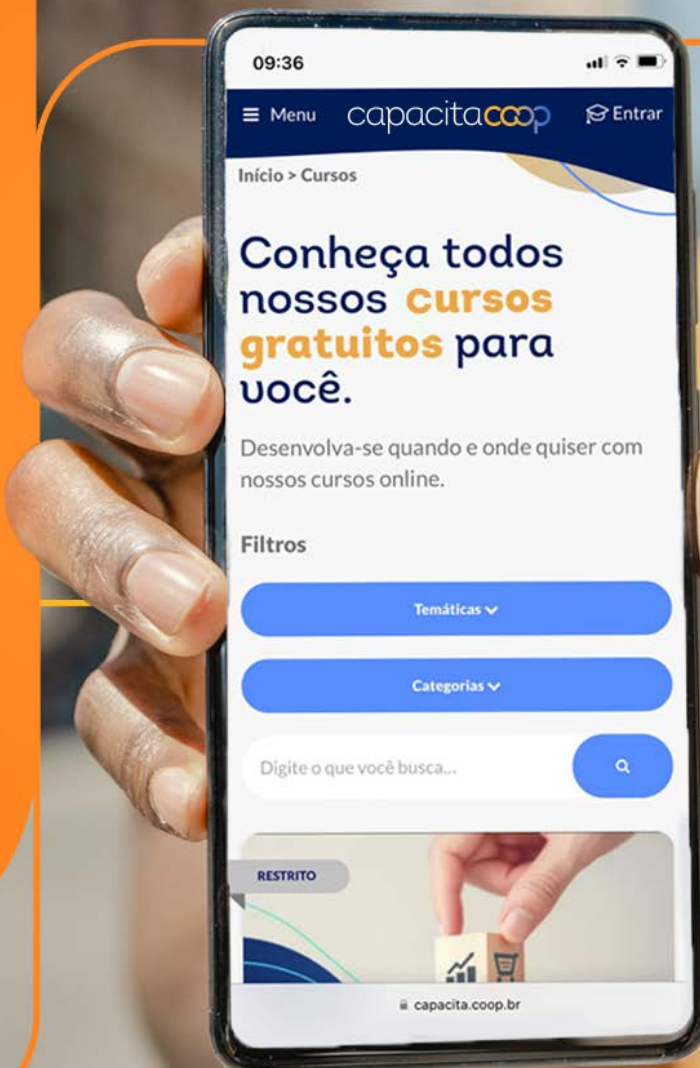 09:36
Menu capacitacoop Entrar
Início > Cursos
Conheça todos
nossos cursos
gratuitos para
você.
Desenvolva-se quando e onde quiser com
nossos cursos online.
Filtros
Temáticas
Categorias
Digite o que você busca...
RESTRITO
capacita.coop.br